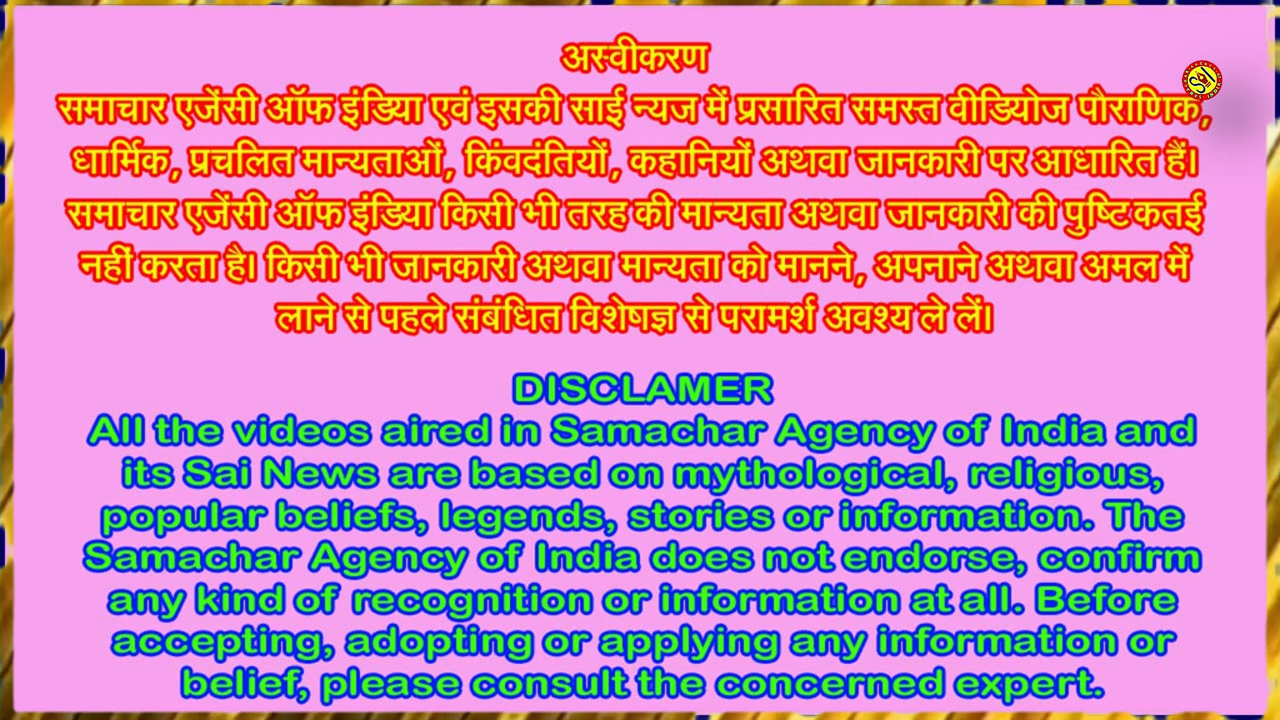 अस्वीकरण
समाचार एजेंसी ऑफ इंडिया एवं इसकी साई न्यज में प्रसारित समस्त वीडियोज पौराणिक,
धार्मिक, प्रचलित मान्यताओं, किंवदंतियों, कहानियों अथवा जानकारी पर आधारित हैं।
समाचार एजेंसी ऑफ इंडिया किसी भी तरह की मान्यता अथवा जानकारी की पुष्टि कतई
नहीं करता है। किसी भी जानकारी अथवा मान्यता को मानने, अपनाने अथवा अमल में
लाने से पहले संबंधित विशेषज्ञ से परामर्श अवश्य ले लें।
DISCLAMER
All the videos aired in Samachar Agency of India and
its Sai News are based on mythological, religious,
popular beliefs, legends, stories or information. The
Samachar Agency of India does not endorse, confirm
any kind of recognition or information at all. Before
accepting, adopting or applying any information or
belief, please consult the concerned expert.